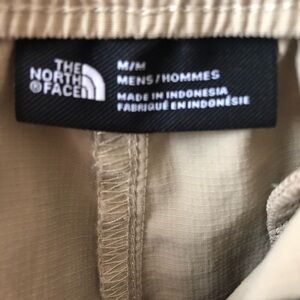 THE
NORTH
®FACE
M/M
MENS/HOMMES
MADE IN INDONESIA
FABRIQUÉ EN INDONÉSIE